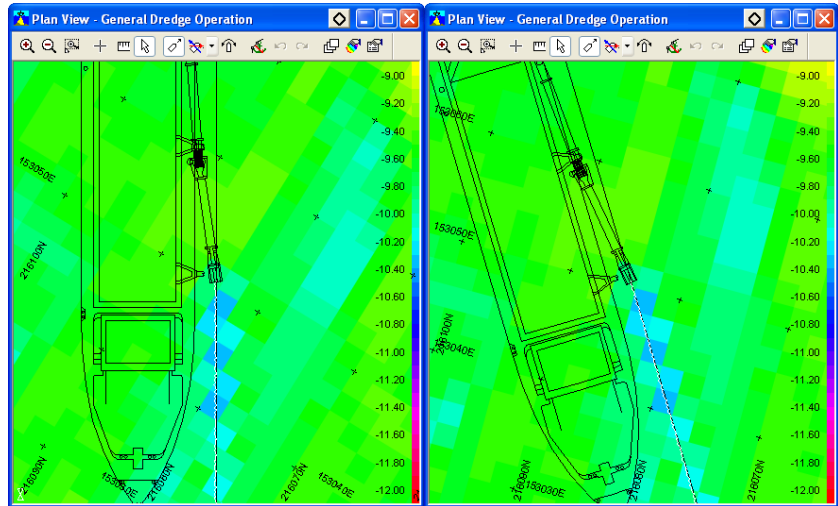 Plan View - General Dredge Operation
-9.00
-9.20
-9.40
-9.60
-9.80
-10.00
-10.20
-10.40
-10.60
-10.80
-11.00
-11.20
-11.40
-11.60
-11.80
-12.00
153050E
216100N
216090N
216080N
216070N
153040E
Plan View - General Dredge Operation
-9.00
-9.20
-9.40
-9.60
-9.80
-10.00
-10.20
-10.40
-10.60
-10.80
-11.00
-11.20
-11.40
-11.60
-11.80
-12.00
153060E
153050E
216100N
153040E
216090N
153030E
216070N